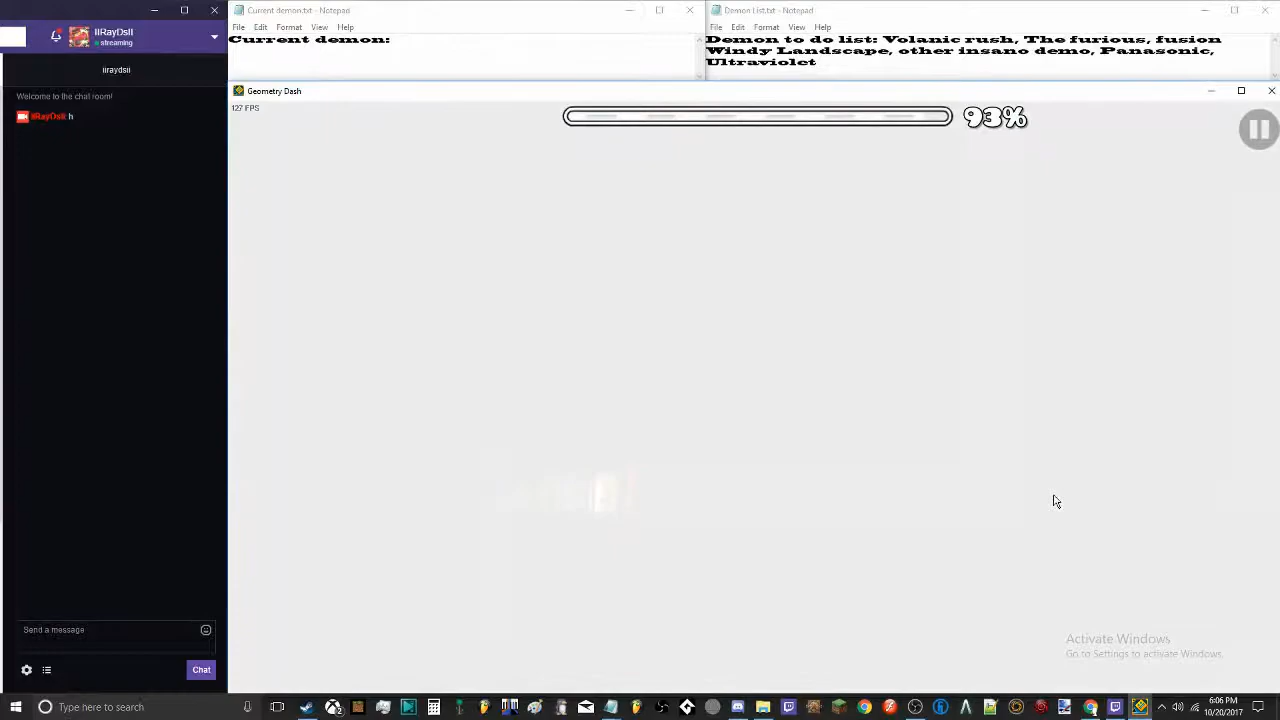 IIRayDsII
streaming
iiraydsii
Welcome to the chat room!
IIRayDsII: h
Send a message
Chat
Current demon.txt - Notepad
File Edit Format View Help
Current demon:
Demon List.txt - Notepad
File Edit Format View Help
Demon to do list: Volanic rush, The furious, fusion
Windy Landscape, other insano demo, Panasonic,
Ultraviolet
Geometry Dash
127 FPS
93%
Activate Windows
Go to Settings to activate Windows.
Type here to search
6:06 PM
10/20/2017